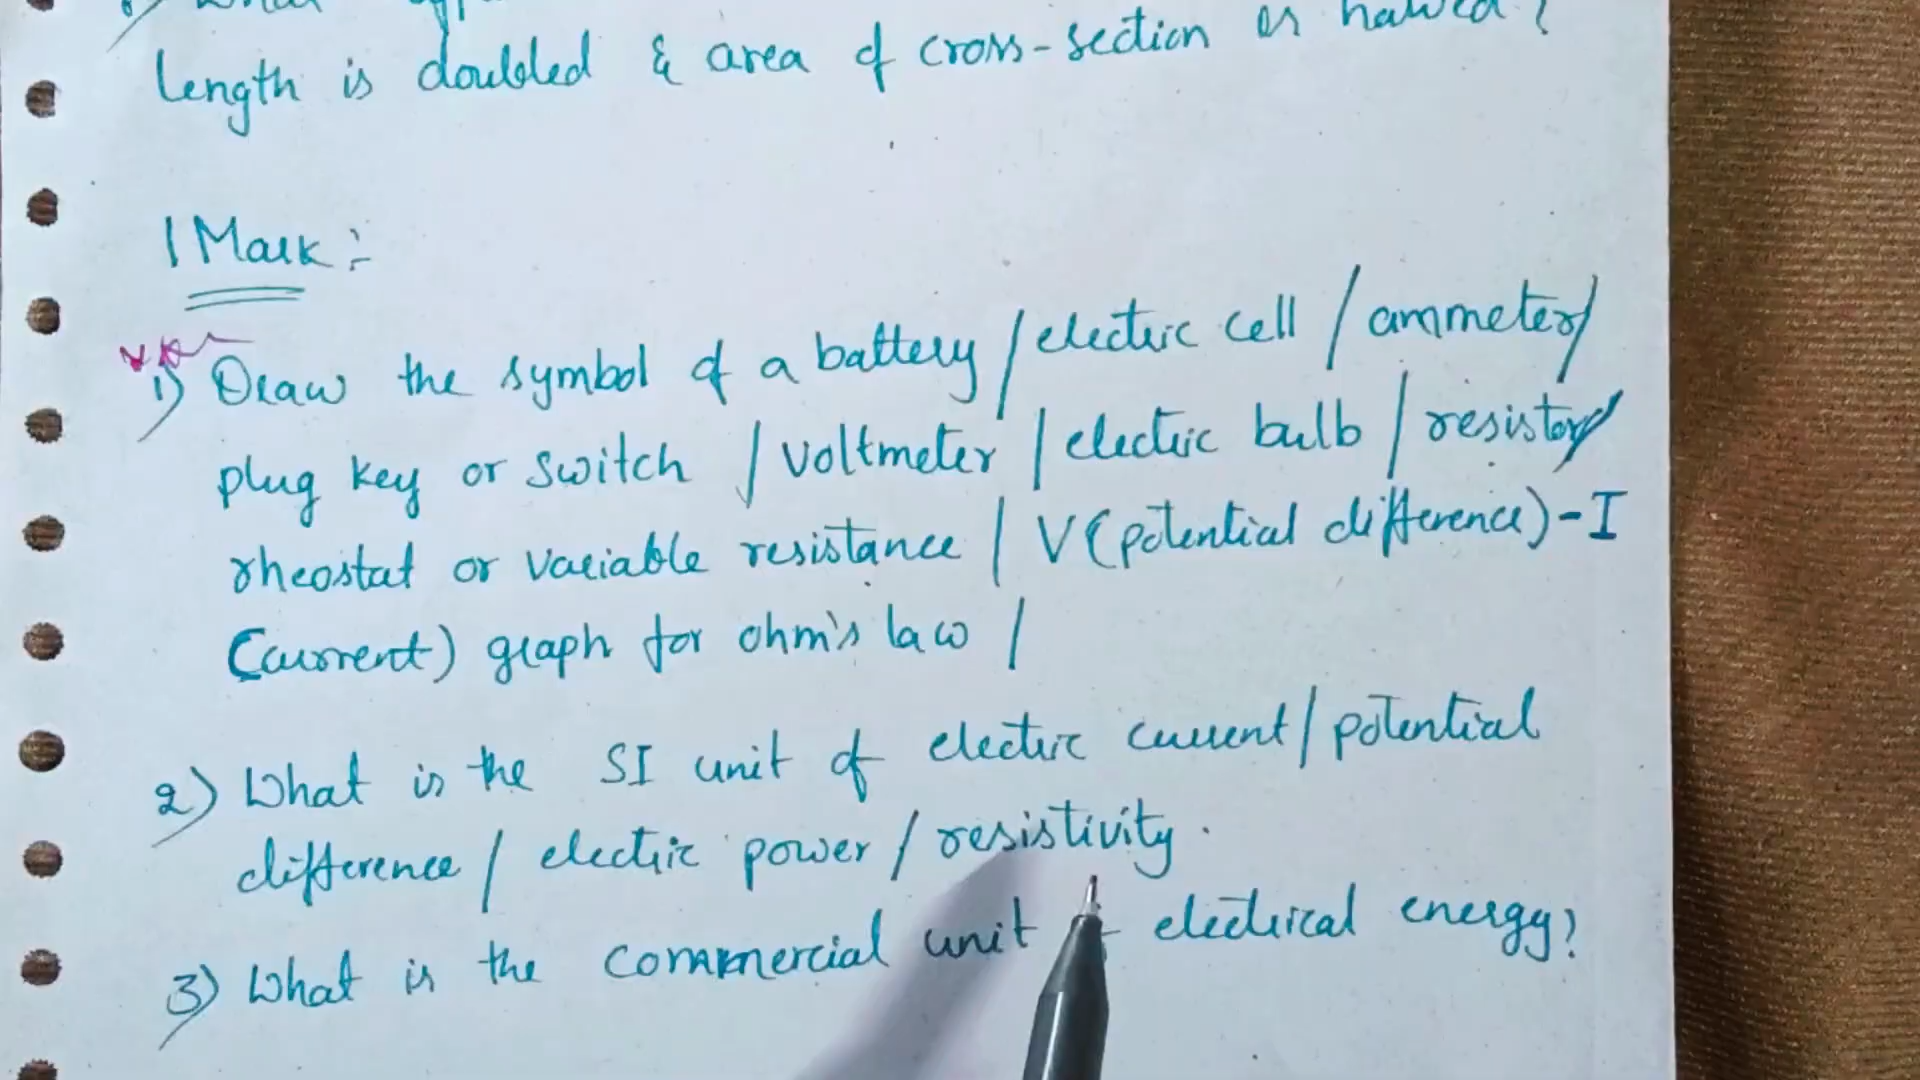 length is doubled & area of cross-section is halved?
1 Mark :-
1) Draw the symbol of a battery / electric cell / ammeter /
plug key or switch / voltmeter / electric bulb / resistor /
rheostat or variable resistance / V (potential difference) - I
(current) graph for ohm's law /
2) What is the SI unit of electric current / potential
difference / electric power / resistivity.
3) What is the commercial unit electrical energy?